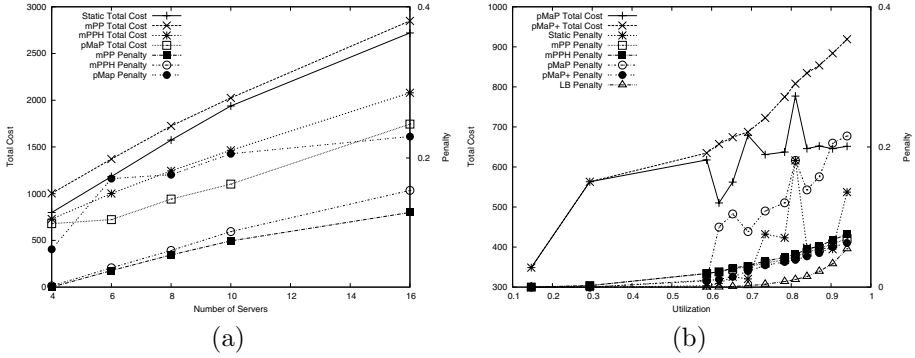 3000
2500
2000
1500
1000
500
0
Total Cost
Static Total Cost
mPP Total Cost
mPPH Total Cost
pMaP Total Cost
mPP Penalty
mPPH Penalty
pMap Penalty
0.4
0.2
0
Penalty
4 6 8 10 12 14 16
Number of Servers
(a)
1000
900
800
700
600
500
400
300
Total Cost
pMaP Total Cost
pMaP+ Total Cost
Static Penalty
mPP Penalty
mPPH Penalty
pMaP Penalty
pMaP+ Penalty
LB Penalty
0.4
0.2
0
Penalty
0.1 0.2 0.3 0.4 0.5 0.6 0.7 0.8 0.9 1
Utilization
(b)